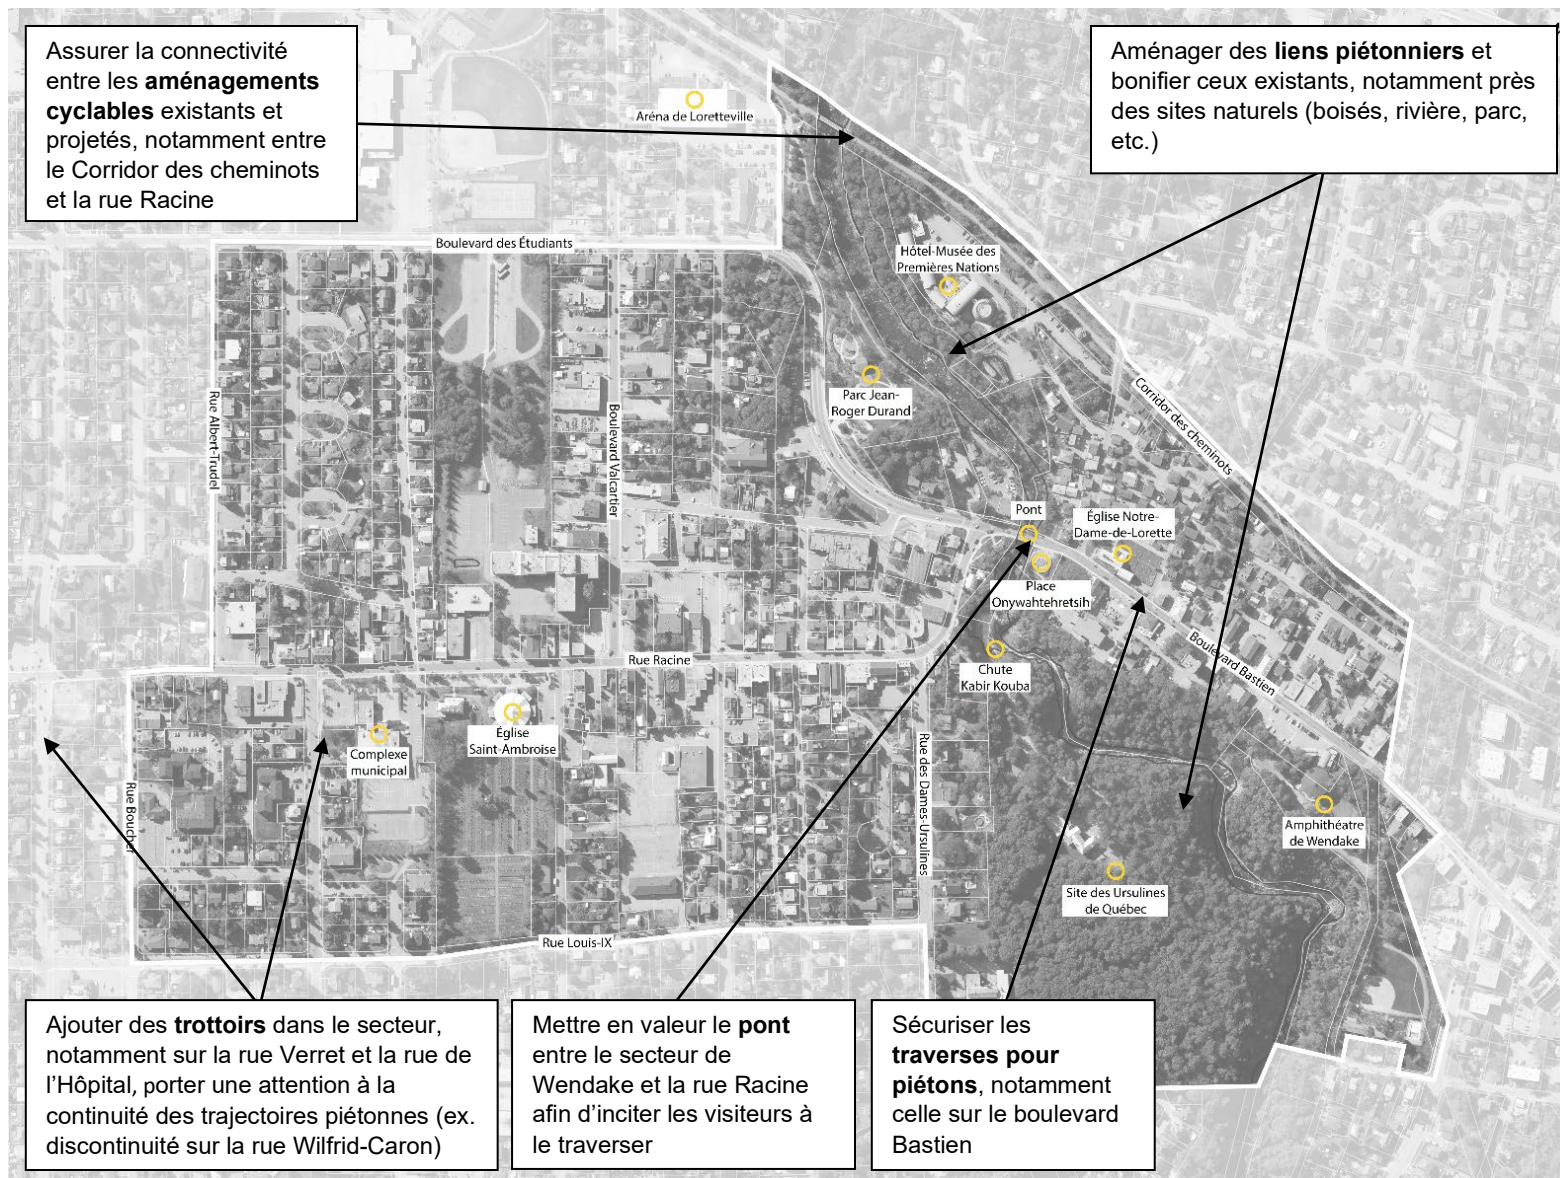 Assurer la connectivité
entre les aménagements
cyclables existants et
projetés, notamment entre
le Corridor des cheminots
et la rue Racine
Aménager des liens piétonniers et
bonifier ceux existants, notamment près
des sites naturels (boisés, rivière, parc,
etc.)
Aréna de Loretteville
Boulevard des Étudiants
Hôtel-Musée des
Premières Nations
Parc Jean-
Roger Durand
Rue Albert-Trudel
Boulevard Valcartier
Corridor des cheminots
Pont
Église Notre-
Dame-de-Lorette
Place
Onywahtehretsih
Rue Racine
Chute
Kabir Kouba
Boulevard Bastien
Église
Saint-Ambroise
Complexe
municipal
Rue Boucher
Rue des Dames-Ursulines
Amphithéatre
de Wendake
Site des Ursulines
de Québec
Rue Louis-IX
Ajouter des trottoirs dans le secteur,
notamment sur la rue Verret et la rue de
l’Hôpital, porter une attention à la
continuité des trajectoires piétonnes (ex.
discontinuité sur la rue Wilfrid-Caron)
Mettre en valeur le pont
entre le secteur de
Wendake et la rue Racine
afin d’inciter les visiteurs à
le traverser
Sécuriser les
traverses pour
piétons, notamment
celle sur le boulevard
Bastien